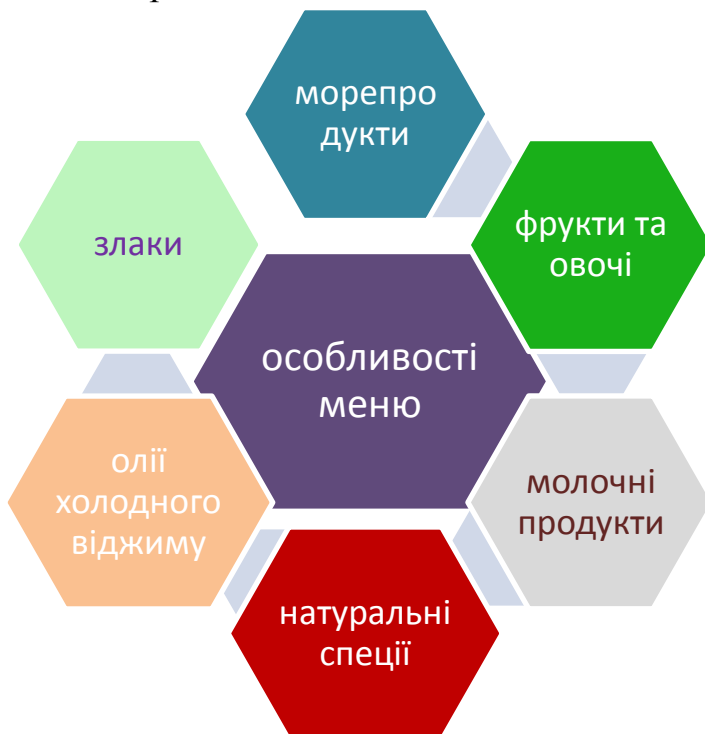 морепро
дукти
фрукти та
овочі
злаки
особливості
меню
молочні
продукти
олії
холодного
віджиму
натуральні
спеції